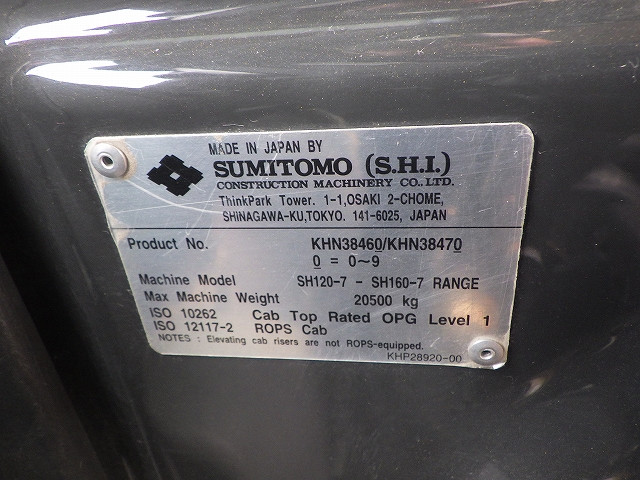 MADE IN JAPAN BY
SUMITOMO (S.H.I.)
CONSTRUCTION MACHINERY CO., LTD.
ThinkPark Tower. 1-1,OSAKI 2-CHOME,
SHINAGAWA-KU,TOKYO. 141-6025, JAPAN
Product No. KHN38460/KHN38470
0 = 0~9
Machine Model SH120-7 - SH160-7 RANGE
Max Machine Weight 20500 kg
ISO 10262 Cab Top Rated OPG Level 1
ISO 12117-2 ROPS Cab
NOTES : Elevating cab risers are not ROPS-equipped.
KHP28920-00